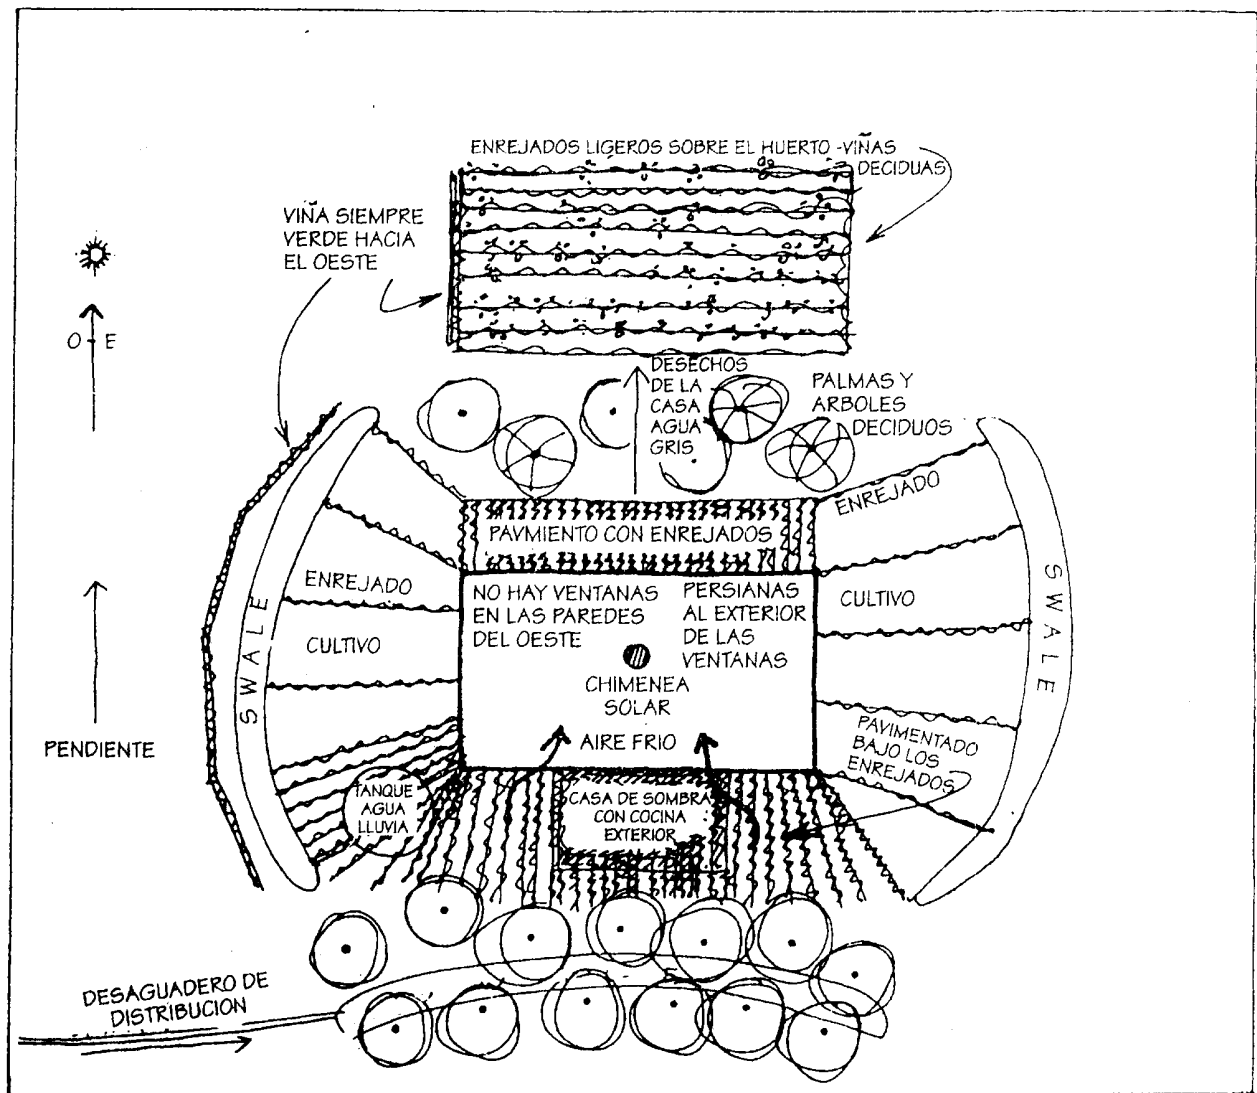 ENREJADOS LIGEROS SOBRE EL HUERTO -VIÑAS
DECIDUAS
VIÑA SIEMPRE
VERDE HACIA
EL OESTE
O E
DESECHOS
DE LA
CASA
AGUA
GRIS
PALMAS Y
ARBOLES
DECIDUOS
ENREJADO
PAVMIENTO CON ENREJADOS
ENREJADO
CULTIVO
SWALE
NO HAY VENTANAS
EN LAS PAREDES
DEL OESTE
PERSIANAS
AL EXTERIOR
DE LAS
VENTANAS
CHIMENEA
SOLAR
AIRE FRIO
CULTIVO
SWALE
PENDIENTE
PAVIMENTADO
BAJO LOS
ENREJADOS
TANQUE
AGUA
LLUVIA
CASA DE SOMBRA
CON COCINA
EXTERIOR
DESAGUADERO DE
DISTRIBUCION